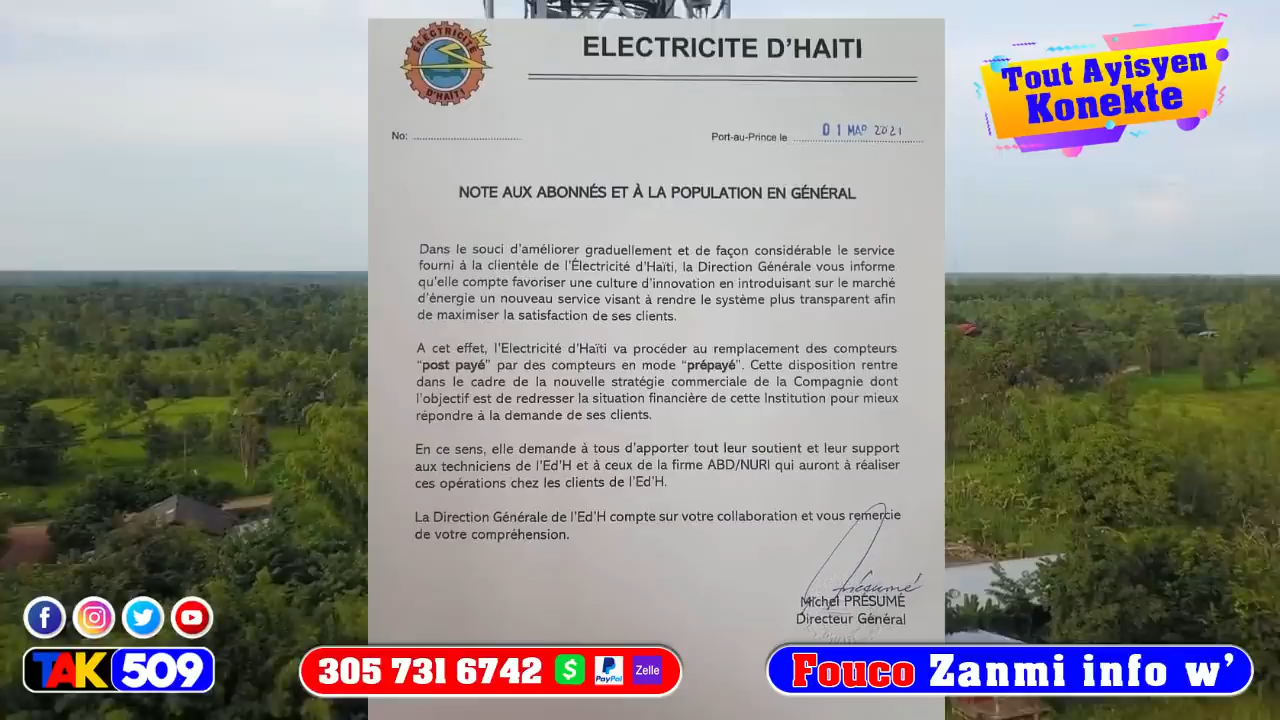 ÉLECTRICITÉ
D'HAÏTI
ELECTRICITE D'HAITI
Tout Ayisyen
Konekte
No:
Port-au-Prince le 01 MAR 2021
NOTE AUX ABONNÉS ET À LA POPULATION EN GÉNÉRAL
Dans le souci d'améliorer graduellement et de façon considérable le service
fourni à la clientèle de l'Électricité d'Haïti, la Direction Générale vous informe
qu'elle compte favoriser une culture d'innovation en introduisant sur le marché
d'énergie un nouveau service visant à rendre le système plus transparent afin
de maximiser la satisfaction de ses clients.
A cet effet, l'Electricité d'Haïti va procéder au remplacement des compteurs
"post payé" par des compteurs en mode "prépayé". Cette disposition rentre
dans le cadre de la nouvelle stratégie commerciale de la Compagnie dont
l'objectif est de redresser la situation financière de cette Institution pour mieux
répondre à la demande de ses clients.
En ce sens, elle demande à tous d'apporter tout leur soutient et leur support
aux techniciens de l'Ed'H et à ceux de la firme ABD/NURI qui auront à réaliser
ces opérations chez les clients de l'Ed'H.
La Direction Générale de l'Ed'H compte sur votre collaboration et vous remercie
de votre compréhension.
Michel PRÉSUMÉ
Directeur Général
TAK 509
305 731 6742 $ PayPal Zelle
Fouco Zanmi info w'